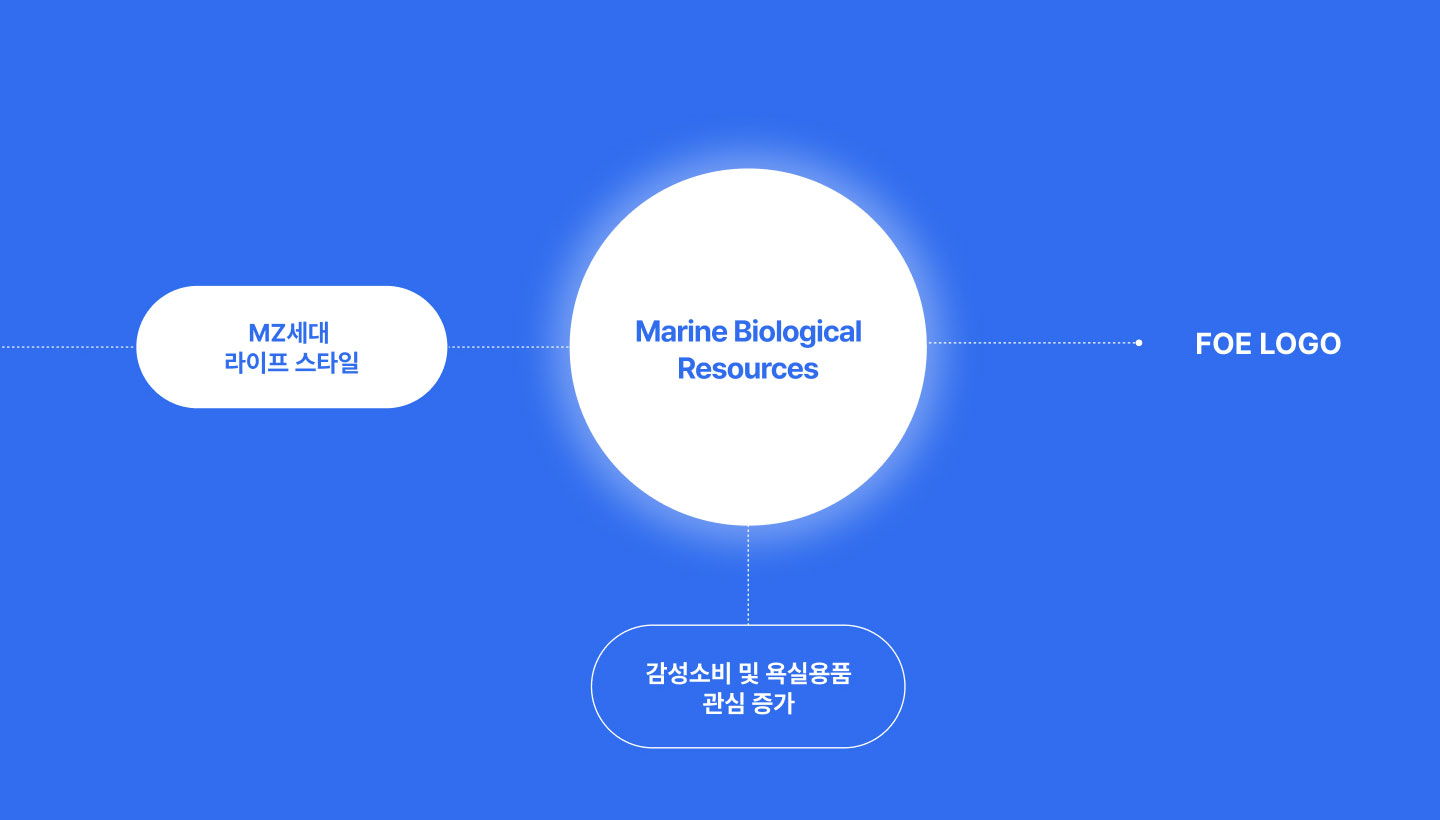 MZ세대
라이프 스타일
Marine Biological
Resources
FOE LOGO
감성소비 및 욕실용품
관심 증가